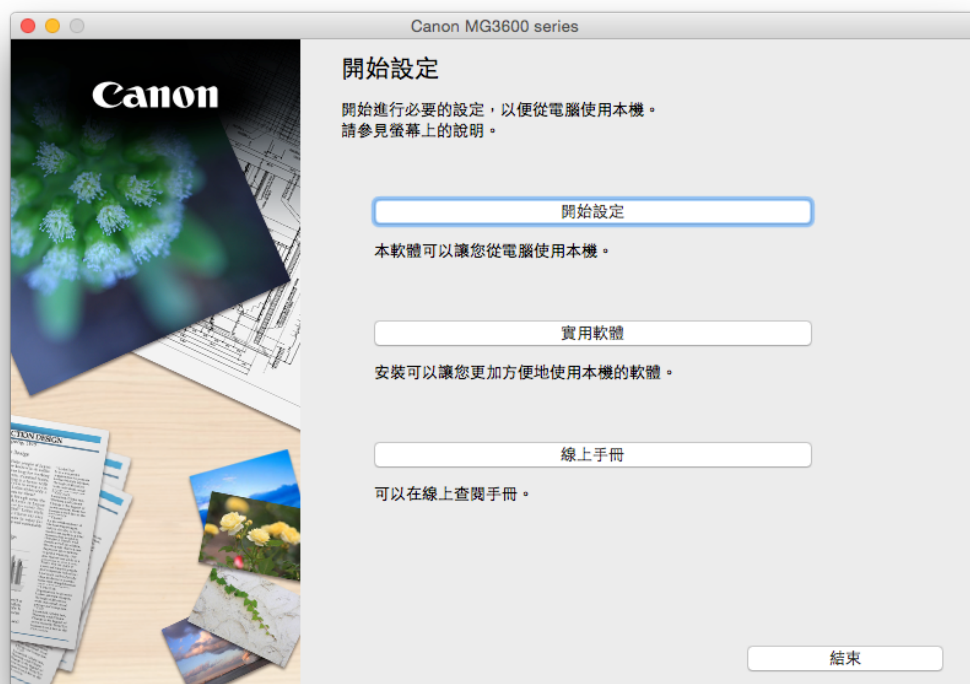 Canon MG3600 series
Canon
開始設定
開始進行必要的設定，以便從電腦使用本機。
請參見螢幕上的說明。
開始設定
本軟體可以讓您從電腦使用本機。
實用軟體
安裝可以讓您更加方便地使用本機的軟體。
線上手冊
可以在線上查閱手冊。
CTION DESIGN
結束